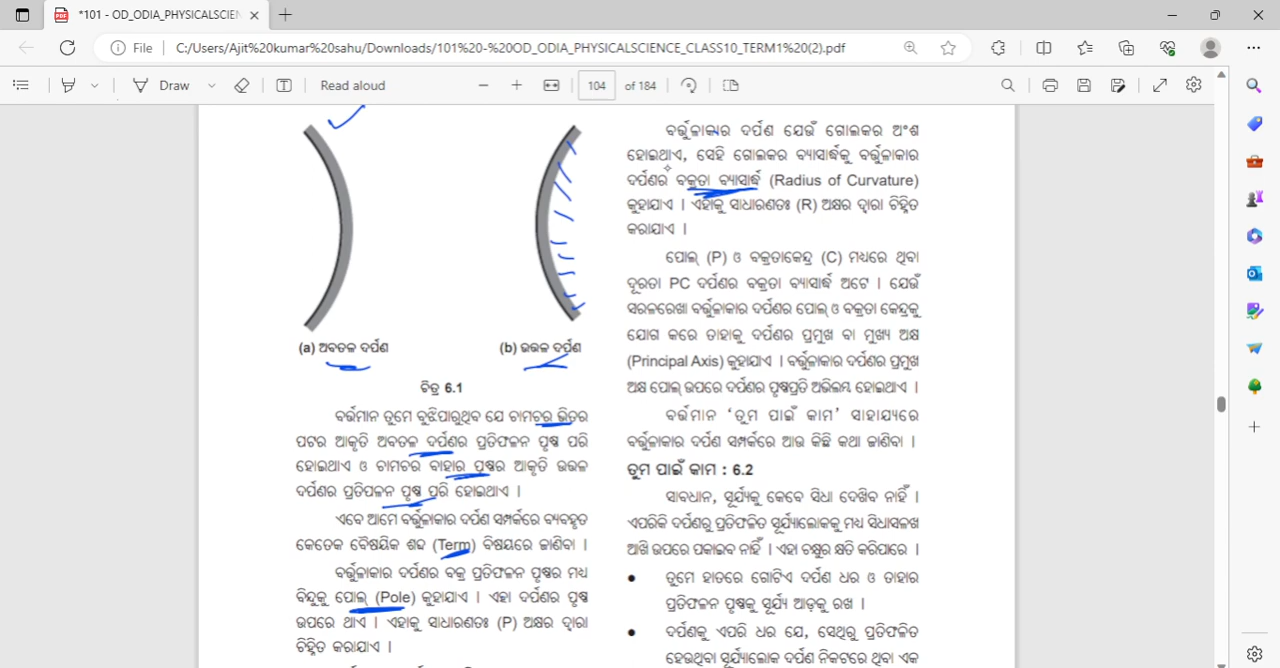 *101 - OD_ODIA_PHYSICALSCIEN
File
C:/Users/Ajit%20kumar%20sahu/Downloads/101%20-%20OD_ODIA_PHYSICALSCIENCE_CLASS10_TERM1%20(2).pdf
Draw
Read aloud
104 of 184
(a) ଅବତଳ ଦର୍ପଣ
(b) ଉତ୍ତଳ ଦର୍ପଣ
ଚିତ୍ର 6.1
ବର୍ତ୍ତମାନ ତୁମେ ବୁଝିପାରୁଥିବ ଯେ ଚାମଚର ଭିତର
ପଟର ଆକୃତି ଅବତଳ ଦର୍ପଣର ପ୍ରତିଫଳନ ପୃଷ୍ଠ ପରି
ହୋଇଥାଏ ଓ ଚାମଚର ବାହାର ପୃଷ୍ଠର ଆକୃତି ଉତ୍ତଳ
ଦର୍ପଣର ପ୍ରତିଫଳନ ପୃଷ୍ଠ ପରି ହୋଇଥାଏ ।
ଏବେ ଆମେ ବର୍ତ୍ତୁଳାକାର ଦର୍ପଣ ସମ୍ପର୍କରେ ବ୍ୟବହୃତ
କେତେକ ବୈଷୟିକ ଶବ୍ଦ (Term) ବିଷୟରେ ଜାଣିବା ।
ବର୍ତ୍ତୁଳାକାର ଦର୍ପଣର ବକ୍ର ପ୍ରତିଫଳନ ପୃଷ୍ଠର ମଧ୍ୟ
ବିନ୍ଦୁକୁ ପୋଲ୍ (Pole) କୁହାଯାଏ । ଏହା ଦର୍ପଣର ପୃଷ୍ଠ
ଉପରେ ଥାଏ । ଏହାକୁ ସାଧାରଣତଃ (P) ଅକ୍ଷର ଦ୍ୱାରା
ଚିହ୍ନିତ କରାଯାଏ ।
ବର୍ତ୍ତୁଳାକାର ଦର୍ପଣ ଯେଉଁ ଗୋଲକର ଅଂଶ
ହୋଇଥାଏ, ସେହି ଗୋଲକର ବ୍ୟାସାର୍ଦ୍ଧକୁ ବର୍ତ୍ତୁଳାକାର
ଦର୍ପଣର ବକ୍ରତା ବ୍ୟାସାର୍ଦ୍ଧ (Radius of Curvature)
କୁହାଯାଏ । ଏହାକୁ ସାଧାରଣତଃ (R) ଅକ୍ଷର ଦ୍ୱାରା ଚିହ୍ନିତ
କରାଯାଏ ।
ପୋଲ୍ (P) ଓ ବକ୍ରତାକେନ୍ଦ୍ର (C) ମଧ୍ୟରେ ଥିବା
ଦୂରତା PC ଦର୍ପଣର ବକ୍ରତା ବ୍ୟାସାର୍ଦ୍ଧ ଅଟେ । ଯେଉଁ
ସରଳରେଖା ବର୍ତ୍ତୁଳାକାର ଦର୍ପଣର ପୋଲ୍ ଓ ବକ୍ରତା କେନ୍ଦ୍ରକୁ
ଯୋଗ କରେ ତାହାକୁ ଦର୍ପଣର ପ୍ରମୁଖ ବା ମୁଖ୍ୟ ଅକ୍ଷ
(Principal Axis) କୁହାଯାଏ । ବର୍ତ୍ତୁଳାକାର ଦର୍ପଣର ପ୍ରମୁଖ
ଅକ୍ଷ ପୋଲ୍ ଉପରେ ଦର୍ପଣର ପୃଷ୍ଠପ୍ରତି ଅଭିଲମ୍ବ ହୋଇଥାଏ ।
ବର୍ତ୍ତମାନ ‘ତୁମ ପାଇଁ କାମ’ ସାହାଯ୍ୟରେ
ବର୍ତ୍ତୁଳାକାର ଦର୍ପଣ ସମ୍ପର୍କରେ ଆଉ କିଛି କଥା ଜାଣିବା ।
ତୁମ ପାଇଁ କାମ : 6.2
ସାବଧାନ, ସୂର୍ଯ୍ୟକୁ କେବେ ସିଧା ଦେଖିବ ନାହିଁ ।
ଏପରିକି ଦର୍ପଣରୁ ପ୍ରତିଫଳିତ ସୂର୍ଯ୍ୟାଲୋକକୁ ମଧ୍ୟ ସିଧାସଳଖ
ଆଖି ଉପରେ ପକାଇବ ନାହିଁ । ଏହା ଚକ୍ଷୁର କ୍ଷତି କରିପାରେ ।
● ତୁମେ ହାତରେ ଗୋଟିଏ ଦର୍ପଣ ଧର ଓ ତାହାର
ପ୍ରତିଫଳନ ପୃଷ୍ଠକୁ ସୂର୍ଯ୍ୟ ଆଡ଼କୁ ରଖ ।
● ଦର୍ପଣକୁ ଏପରି ଧର ଯେ, ସେଥିରୁ ପ୍ରତିଫଳିତ
ହେଉଥିବା ସୂର୍ଯ୍ୟାଲୋକ ଦର୍ପଣ ନିକଟରେ ଥିବା ଏକ